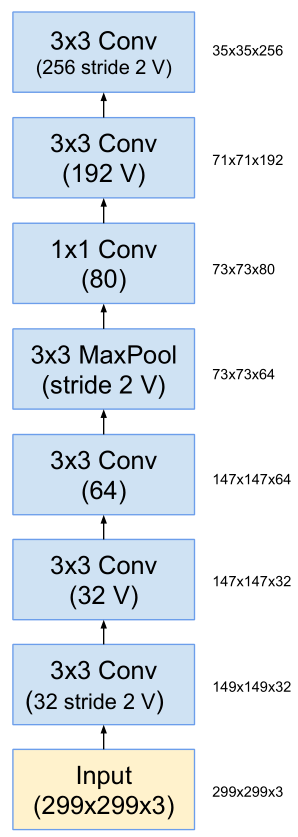 3x3 Conv
(256 stride 2 V)
35x35x256
3x3 Conv
(192 V)
71x71x192
1x1 Conv
(80)
73x73x80
3x3 MaxPool
(stride 2 V)
73x73x64
3x3 Conv
(64)
147x147x64
3x3 Conv
(32 V)
147x147x32
3x3 Conv
(32 stride 2 V)
149x149x32
Input
(299x299x3)
299x299x3